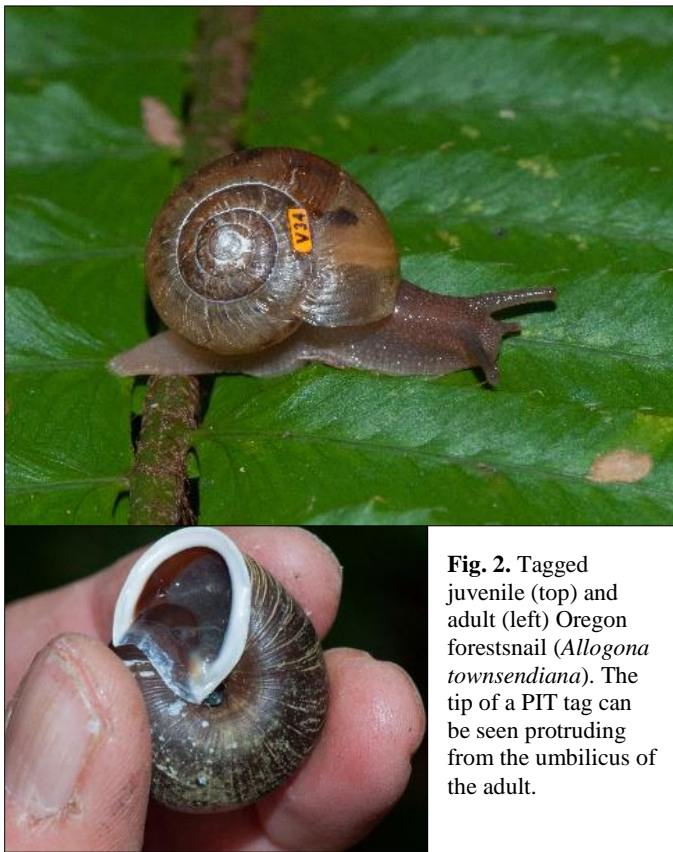 V34
Fig. 2. Tagged
juvenile (top) and
adult (left) Oregon
forestsnail (Allogona
townsendiana). The
tip of a PIT tag can
be seen protruding
from the umbilicus of
the adult.